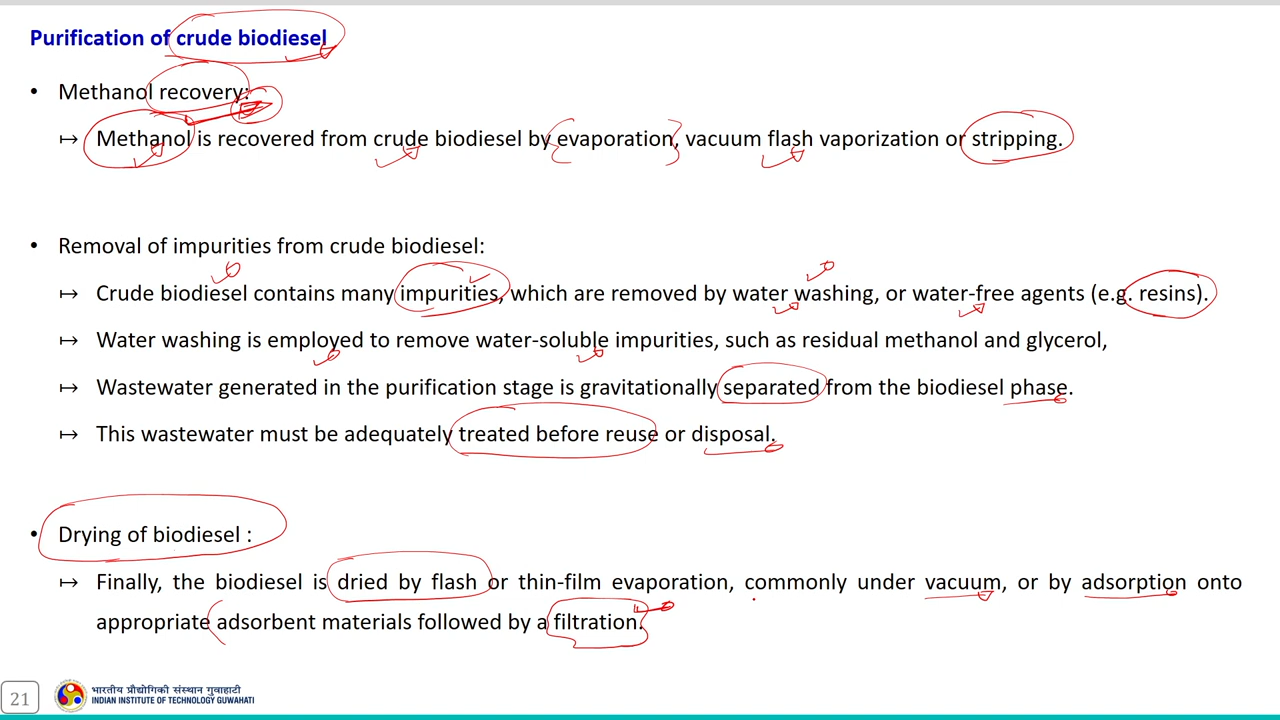 Purification of crude biodiesel
• Methanol recovery:
↦ Methanol is recovered from crude biodiesel by evaporation, vacuum flash vaporization or stripping.
• Removal of impurities from crude biodiesel:
↦ Crude biodiesel contains many impurities, which are removed by water washing, or water-free agents (e.g. resins).
↦ Water washing is employed to remove water-soluble impurities, such as residual methanol and glycerol,
↦ Wastewater generated in the purification stage is gravitationally separated from the biodiesel phase.
↦ This wastewater must be adequately treated before reuse or disposal.
• Drying of biodiesel :
↦ Finally, the biodiesel is dried by flash or thin-film evaporation, commonly under vacuum, or by adsorption onto
appropriate adsorbent materials followed by a filtration.
21
भारतीय प्रौद्योगिकी संस्थान गुवाहाटी
INDIAN INSTITUTE OF TECHNOLOGY GUWAHATI